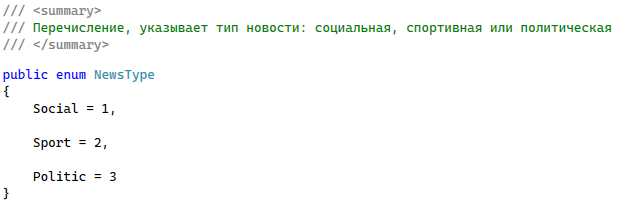 /// <summary>
/// Перечисление, указывает тип новости: социальная, спортивная или политическая
/// </summary>
public enum NewsType
{
Social = 1,
Sport = 2,
Politic = 3
}